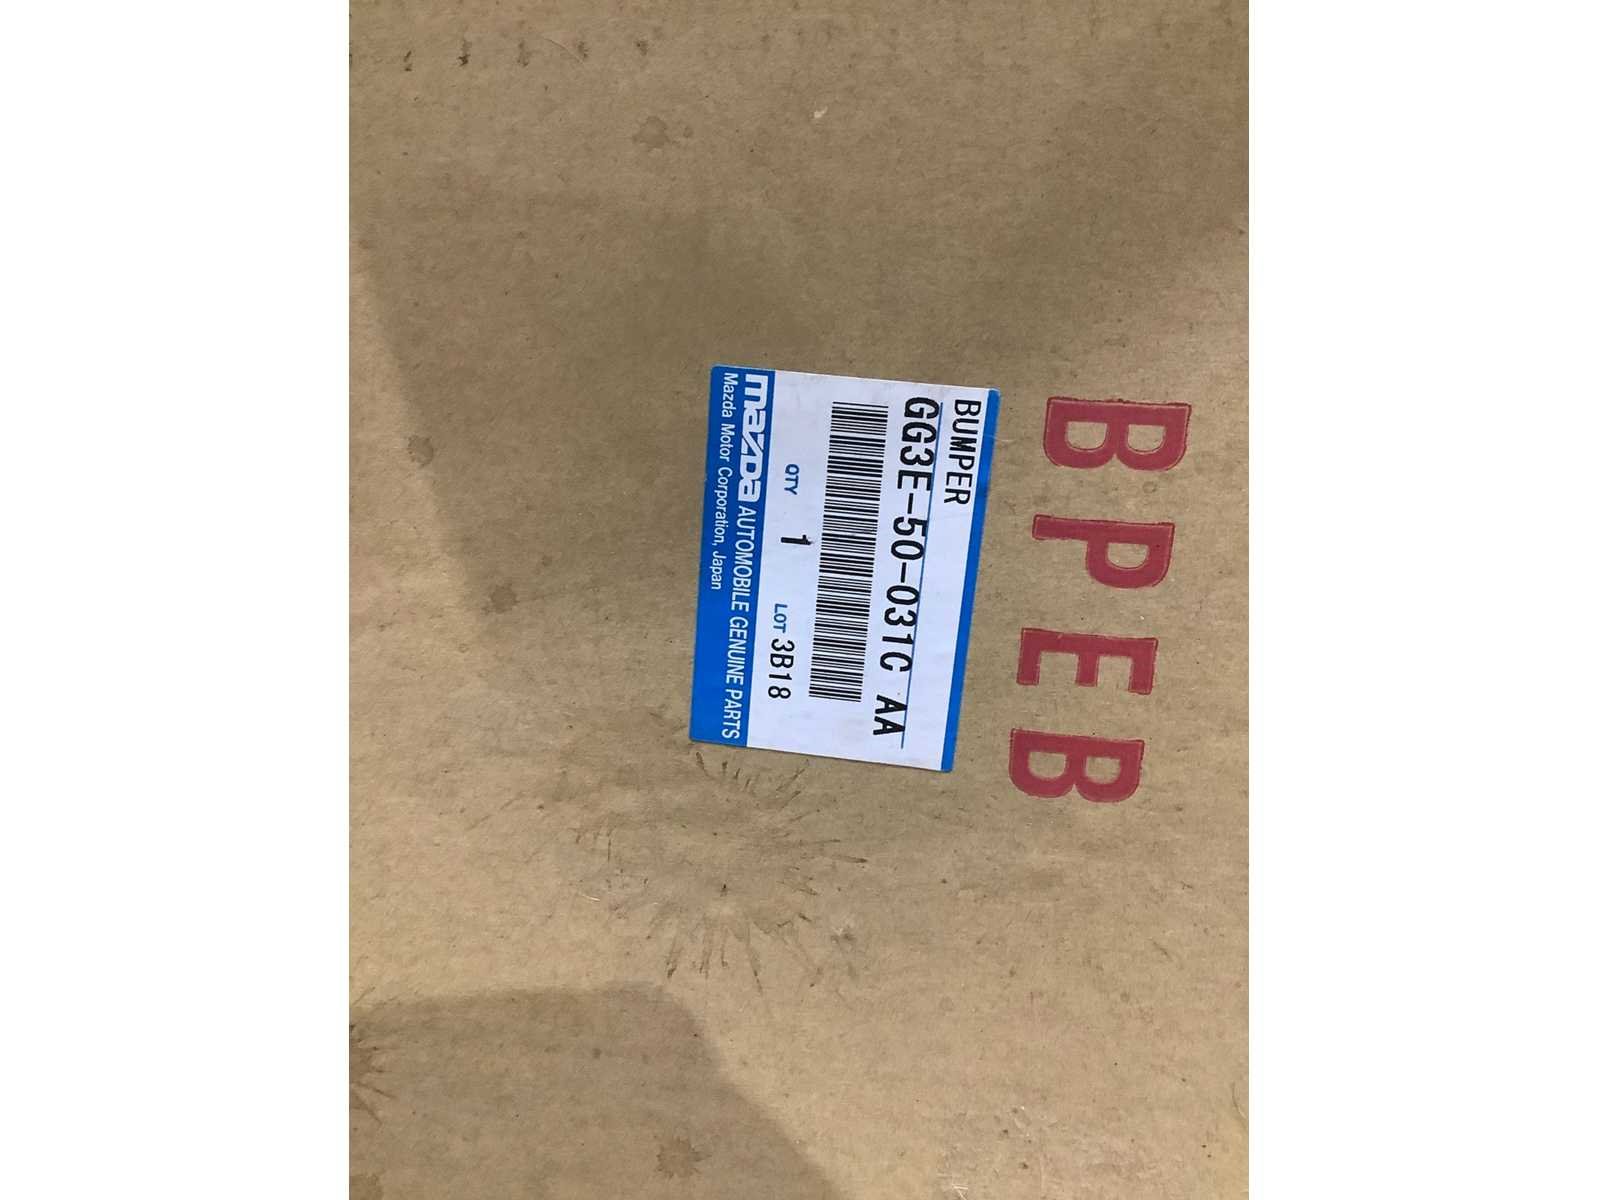 BPEB
BUMPER
GG3E-50-031C AA
QTY 1 LOT 3B18
mazda AUTOMOBILE GENUINE PARTS
Mazda Motor Corporation, Japan